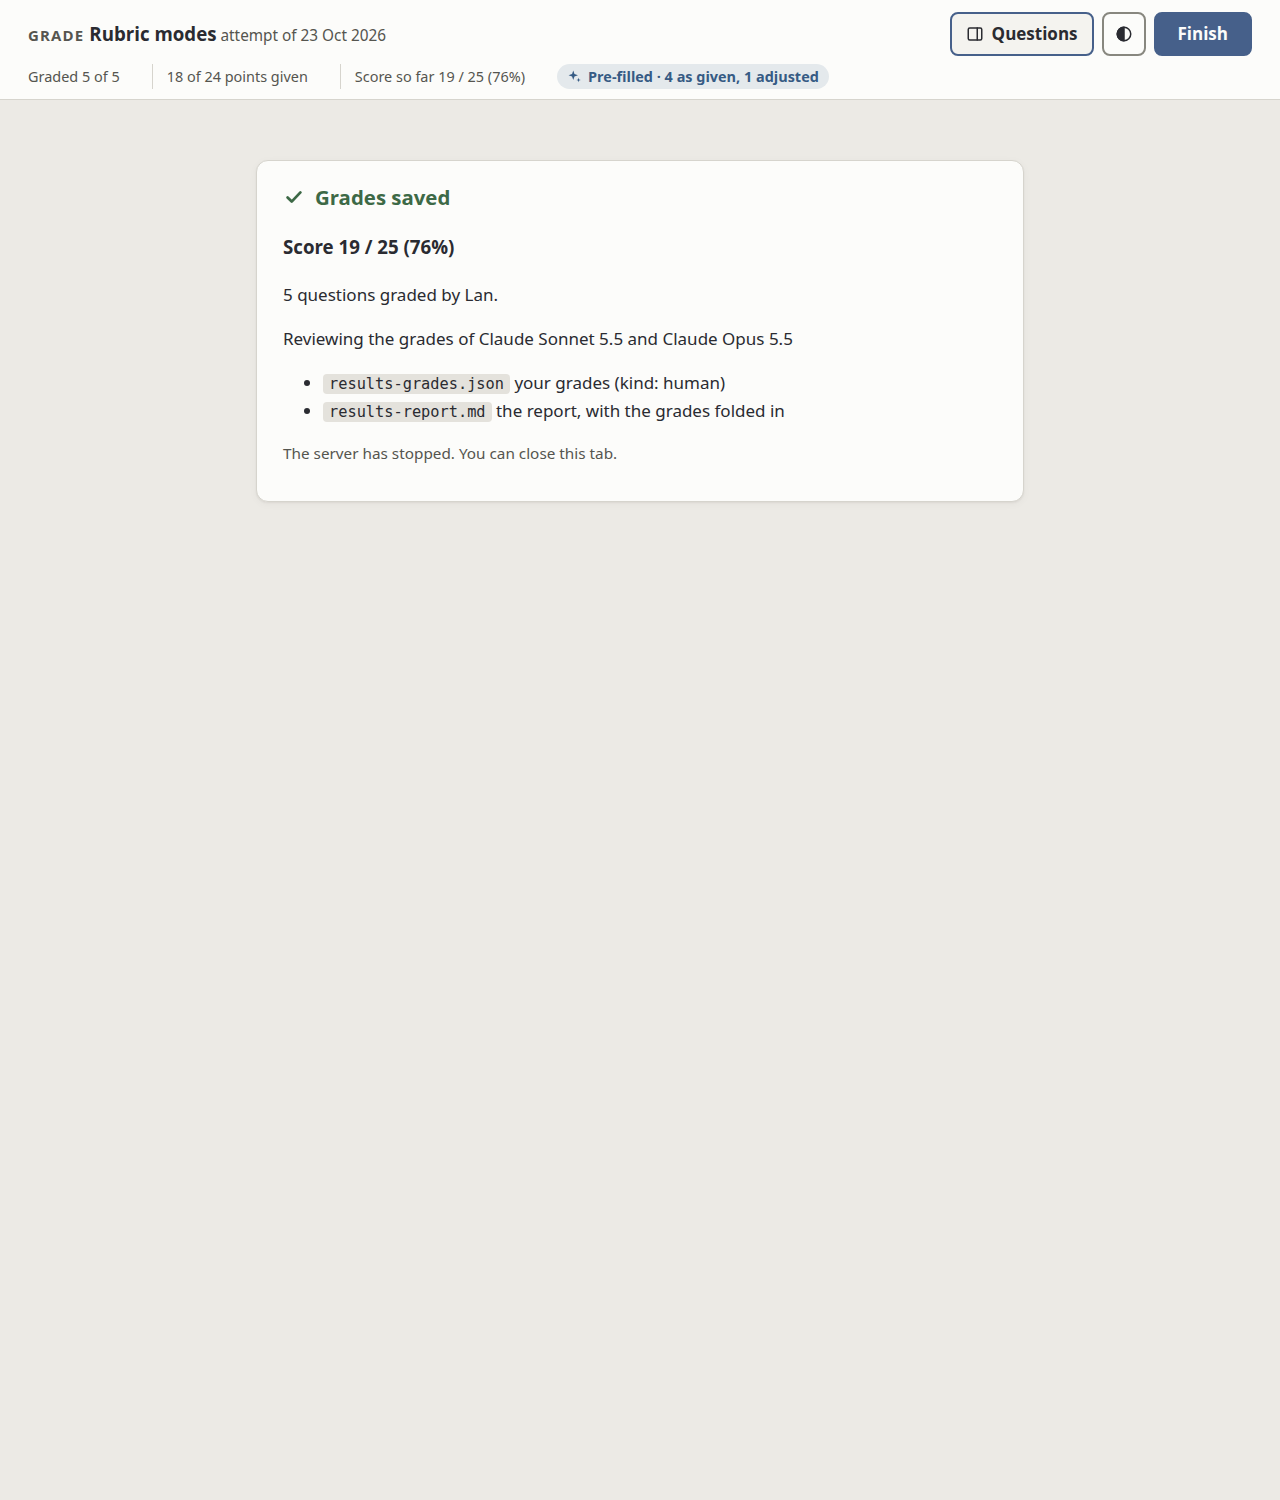 GRADE Rubric modes attempt of 23 Oct 2026
Questions
Finish
Graded 5 of 5
18 of 24 points given
Score so far 19 / 25 (76%)
Pre-filled · 4 as given, 1 adjusted
Grades saved
Score 19 / 25 (76%)
5 questions graded by Lan.
Reviewing the grades of Claude Sonnet 5.5 and Claude Opus 5.5
results-grades.json your grades (kind: human)
results-report.md the report, with the grades folded in
The server has stopped. You can close this tab.